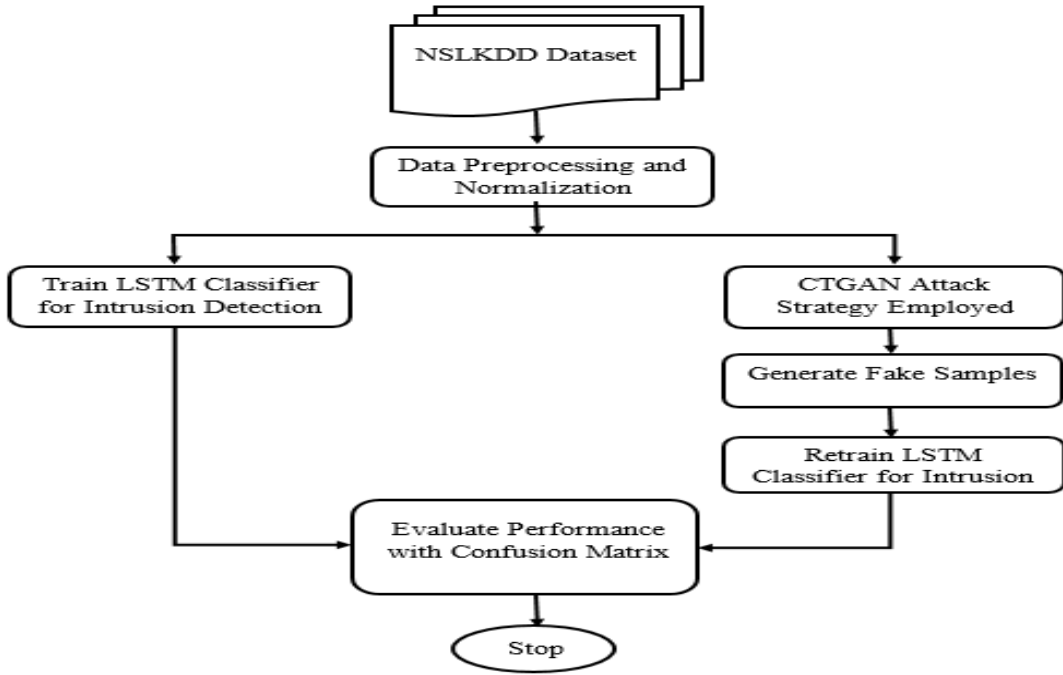 NSLKDD Dataset
Data Preprocessing and
Normalization
Train LSTM Classifier
for Intrusion Detection
CTGAN Attack
Strategy Employed
Generate Fake Samples
Retrain LSTM
Classifier for Intrusion
Evaluate Performance
with Confusion Matrix
Stop